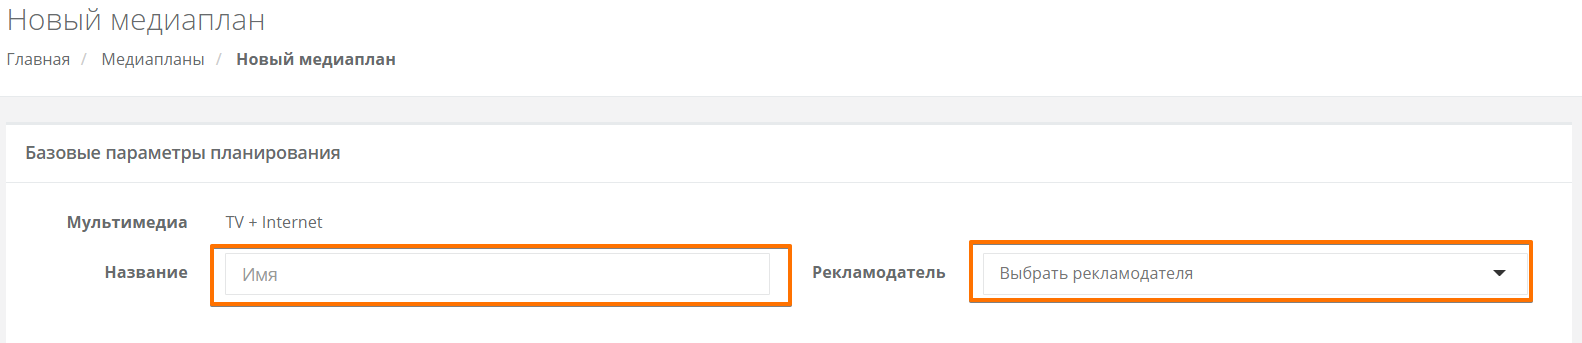 Новый медиаплан
Главная / Медиапланы / Новый медиаплан
Базовые параметры планирования
Мультимедиа TV + Internet
Название Имя Рекламодатель Выбрать рекламодателя